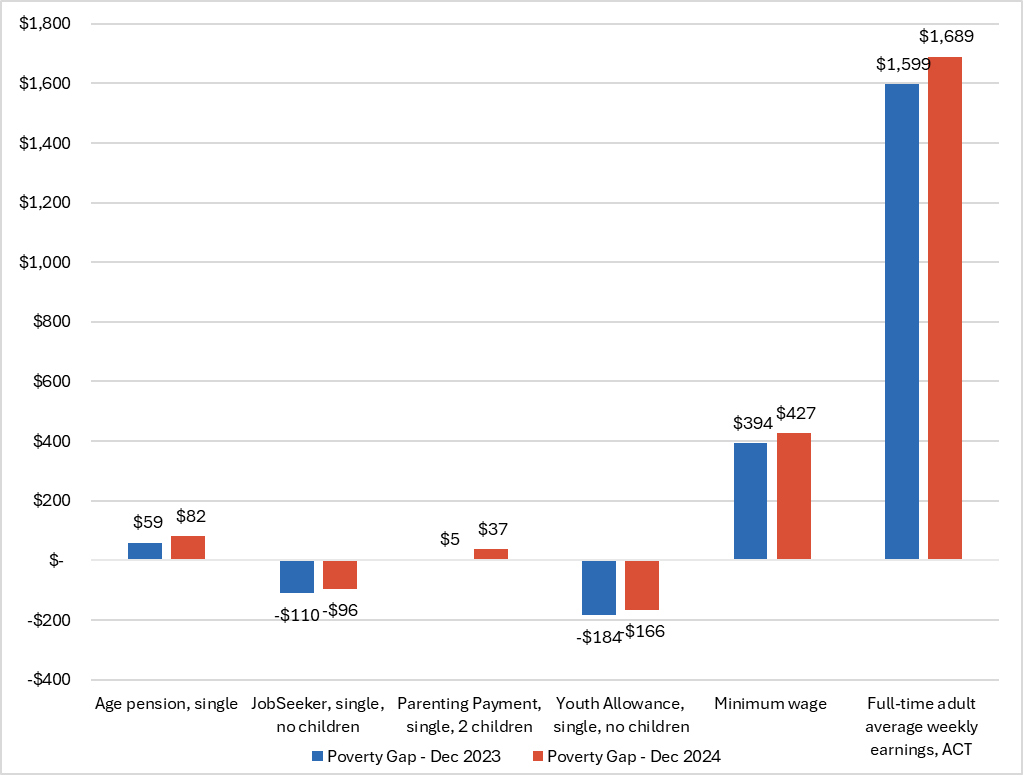 $1,800
$1,600
$1,400
$1,200
$1,000
$800
$600
$400
$200
$-
-$200
-$400
$59
$82
-$110
-$96
$5
$37
-$184
-$166
$394
$427
$1,599
$1,689
Age pension, single
JobSeeker, single,
no children
Parenting Payment,
single, 2 children
Youth Allowance,
single, no children
Minimum wage
Full-time adult
average weekly
earnings, ACT
Poverty Gap - Dec 2023
Poverty Gap - Dec 2024